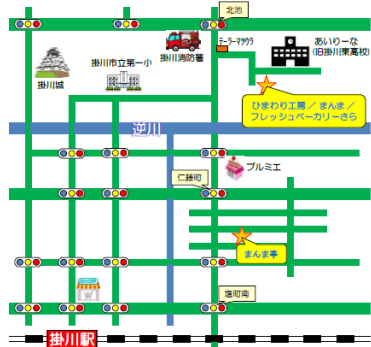 北池
テーラーマツウラ
あいりーな
(旧掛川東高校)
掛川消防署
掛川市立第一小
掛川城
ひまわり工房／まんま／
フレッシュベーカリーさら
逆川
プルミエ
仁藤町
まんま亭
塩町南
掛川駅